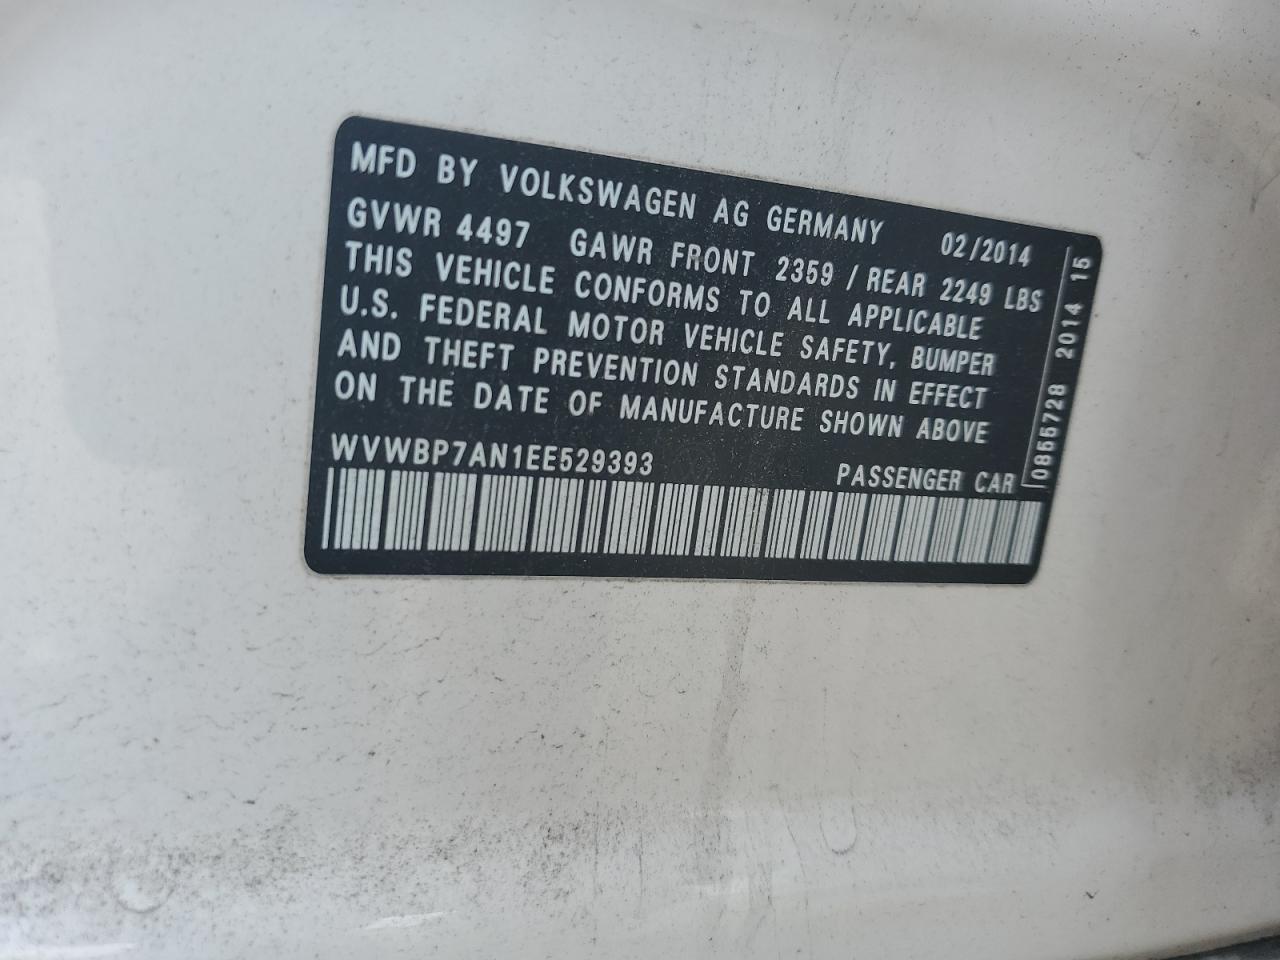 MFD BY VOLKSWAGEN AG GERMANY 02/2014
GVWR 4497 GAWR FRONT 2359 / REAR 2249 LBS
THIS VEHICLE CONFORMS TO ALL APPLICABLE
U.S. FEDERAL MOTOR VEHICLE SAFETY, BUMPER
AND THEFT PREVENTION STANDARDS IN EFFECT
ON THE DATE OF MANUFACTURE SHOWN ABOVE
WVWBP7AN1EE529393 PASSENGER CAR
0855728 2014 15